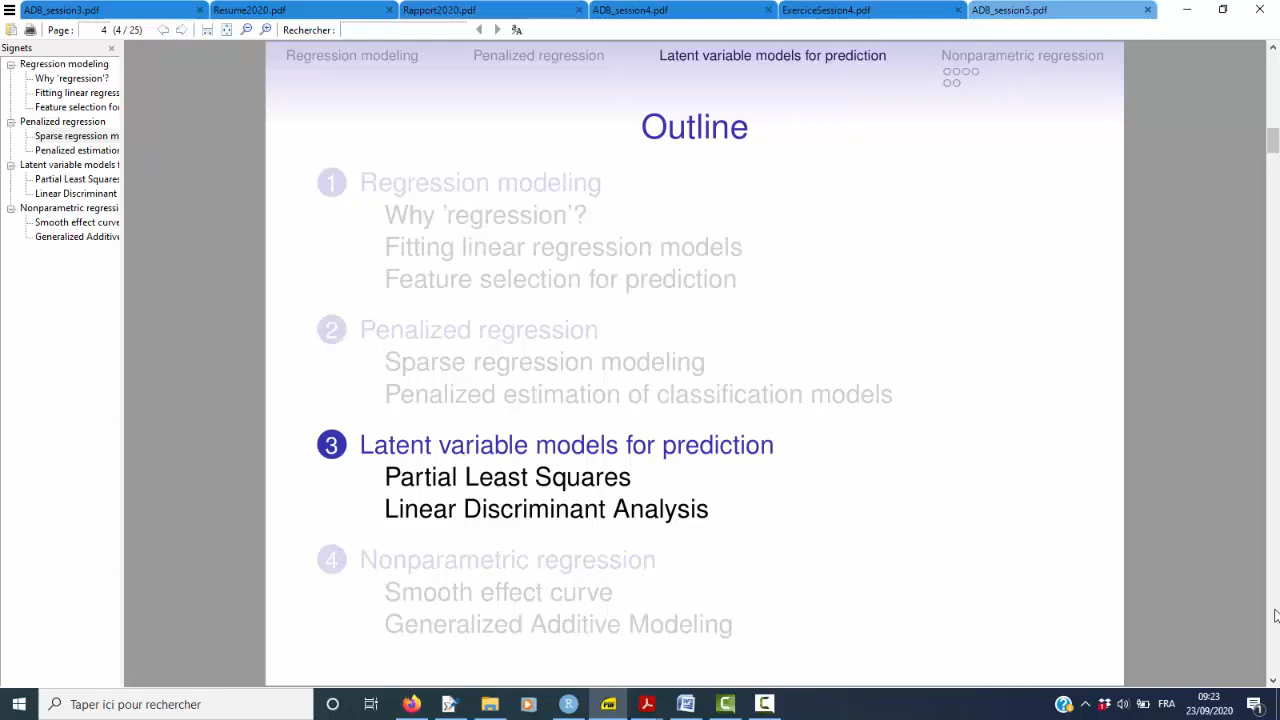 ADB_session3.pdf
Resume2020.pdf
Rapport2020.pdf
ADB_session4.pdf
ExerciceSession4.pdf
ADB_session5.pdf
Page : 4 (4 / 25)
Rechercher :
Signets
Regression modeling
Why 'regression'?
Fitting linear regress
Feature selection for
Penalized regression
Sparse regression m
Penalized estimation
Latent variable models f
Partial Least Squares
Linear Discriminant
Nonparametric regressi
Smooth effect curve
Generalized Additive
Regression modeling
Penalized regression
Latent variable models for prediction
Nonparametric regression
Outline
1 Regression modeling
Why 'regression'?
Fitting linear regression models
Feature selection for prediction
2 Penalized regression
Sparse regression modeling
Penalized estimation of classification models
3 Latent variable models for prediction
Partial Least Squares
Linear Discriminant Analysis
4 Nonparametric regression
Smooth effect curve
Generalized Additive Modeling
Taper ici pour rechercher
FRA
09:23
23/09/2020